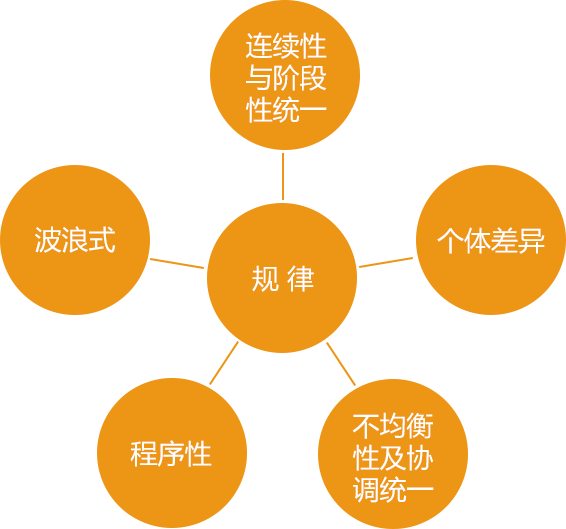 连续性
与阶段
性统一
波浪式
个体差异
规 律
程序性
不均衡
性及协
调统一